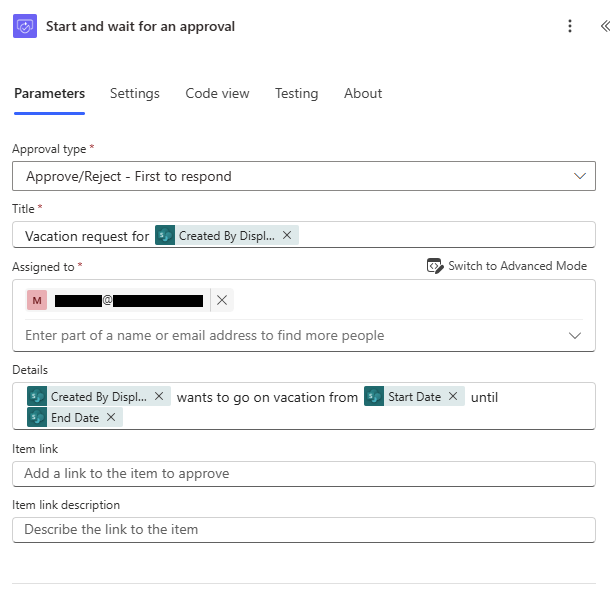 Start and wait for an approval
Parameters Settings Code view Testing About
Approval type *
Approve/Reject - First to respond
Title *
Vacation request for Created By Displ...
Assigned to * Switch to Advanced Mode
M @
Enter part of a name or email address to find more people
Details
Created By Displ... wants to go on vacation from Start Date until
End Date
Item link
Add a link to the item to approve
Item link description
Describe the link to the item